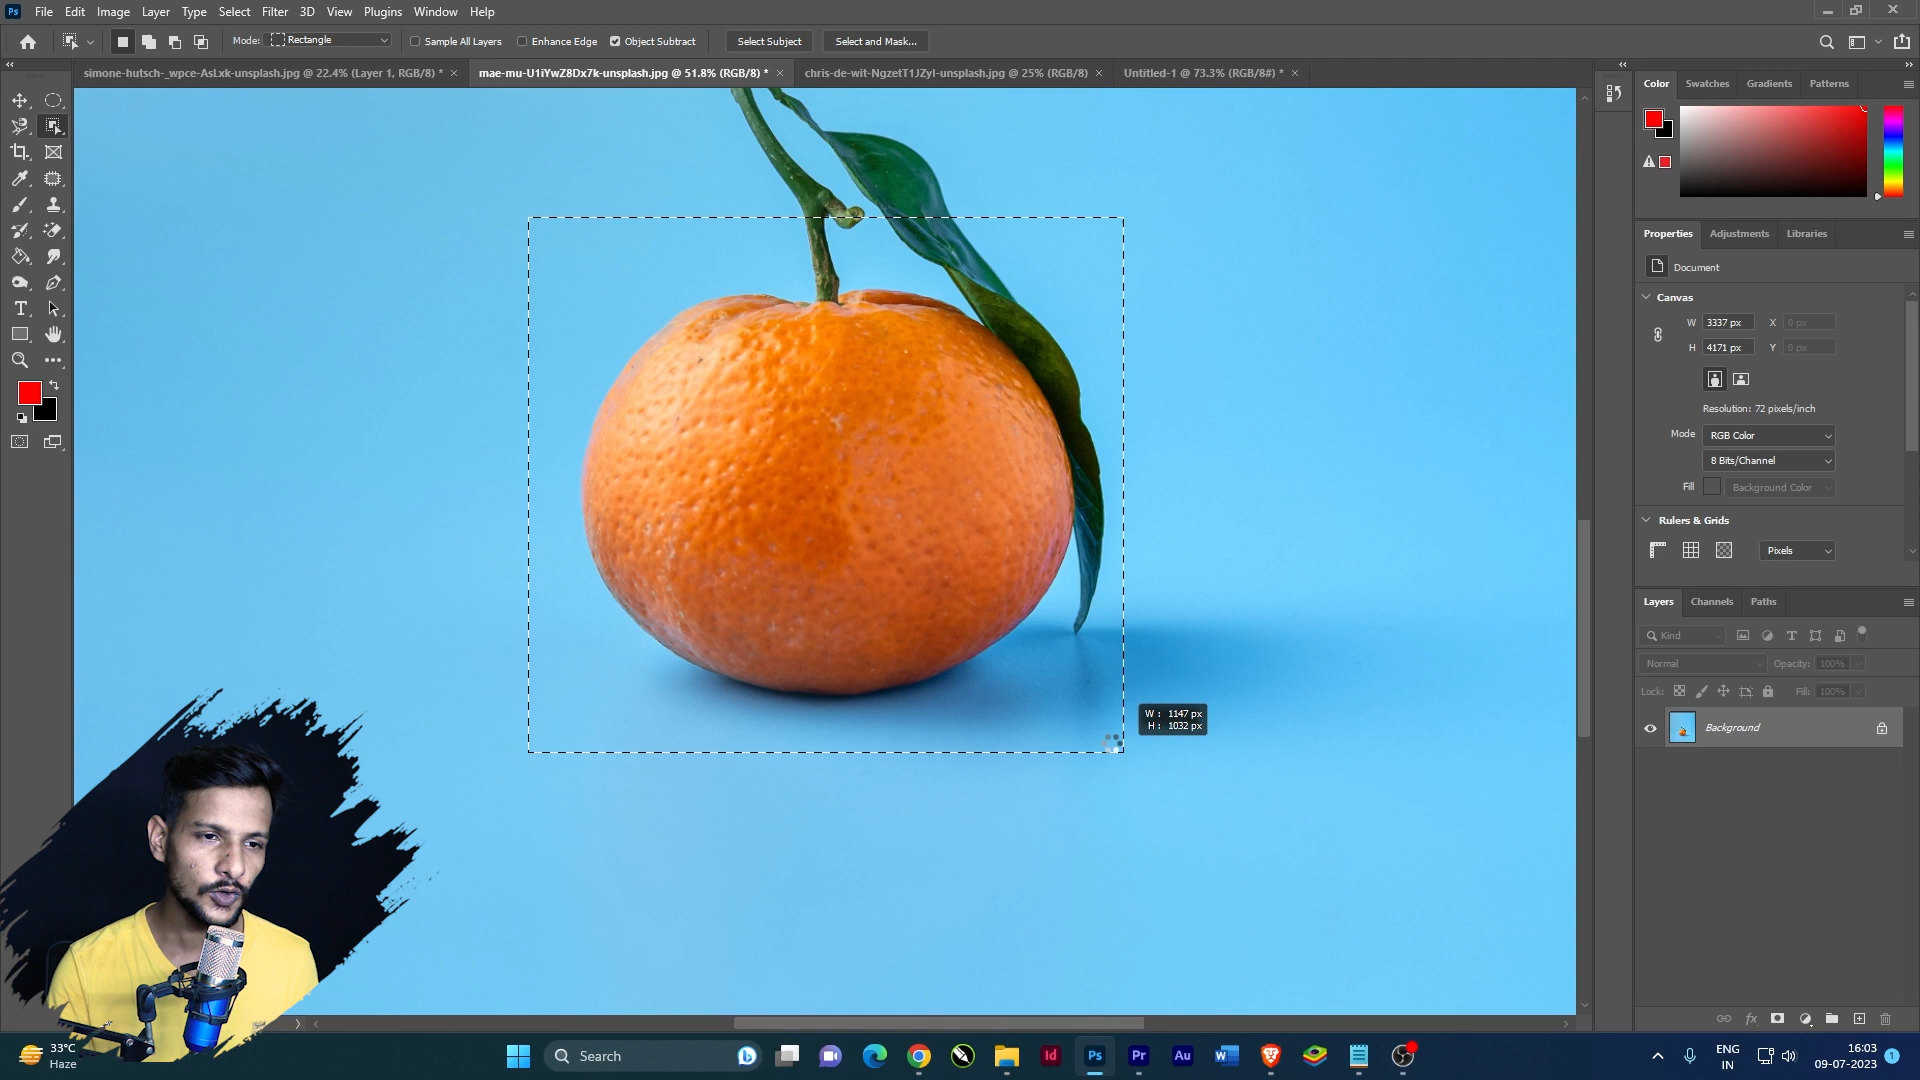 Ps File Edit Image Layer Type Select Filter 3D View Plugins Window Help
Mode: Rectangle Sample All Layers Enhance Edge Object Subtract Select Subject Select and Mask...
simone-hutsch-_wpce-AsLxk-unsplash.jpg @ 22.4% (Layer 1, RGB/8) * ×
mae-mu-U1iYwZ8Dx7k-unsplash.jpg @ 51.8% (RGB/8) * ×
chris-de-wit-NgzetT1JZyI-unsplash.jpg @ 25% (RGB/8) ×
Untitled-1 @ 73.3% (RGB/8#) * ×
Color Swatches Gradients Patterns
Properties Adjustments Libraries
Document
Canvas
W 3337 px X 0 px
H 4171 px Y 0 px
Resolution: 72 pixels/inch
Mode RGB Color
8 Bits/Channel
Fill Background Color
Rulers & Grids
Pixels
Layers Channels Paths
Kind
Normal Opacity: 100%
Lock: Fill: 100%
Background
W : 1147 px
H : 1032 px
33°C
Haze
Search
Id Ps Pr Au W
ENG
IN
16:03
09-07-2023
1